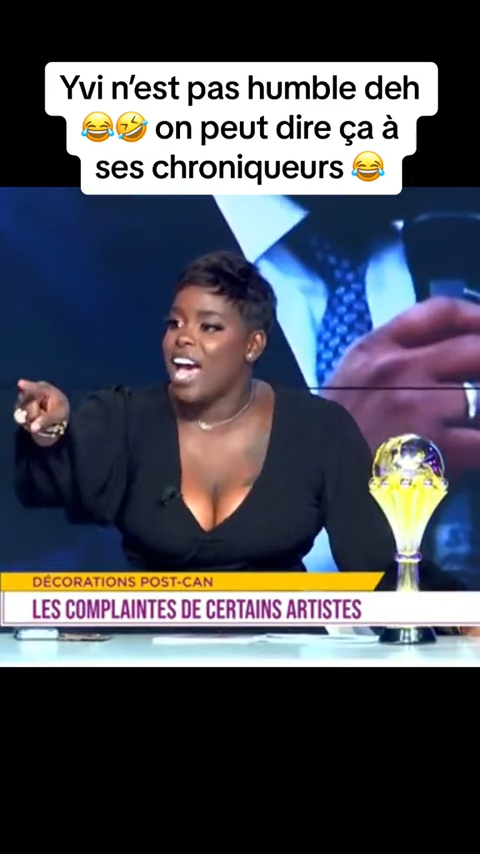 Yvi n’est pas humble deh
😂🤣 on peut dire ça à
ses chroniqueurs 😂
DÉCORATIONS POST-CAN
LES COMPLAINTES DE CERTAINS ARTISTES